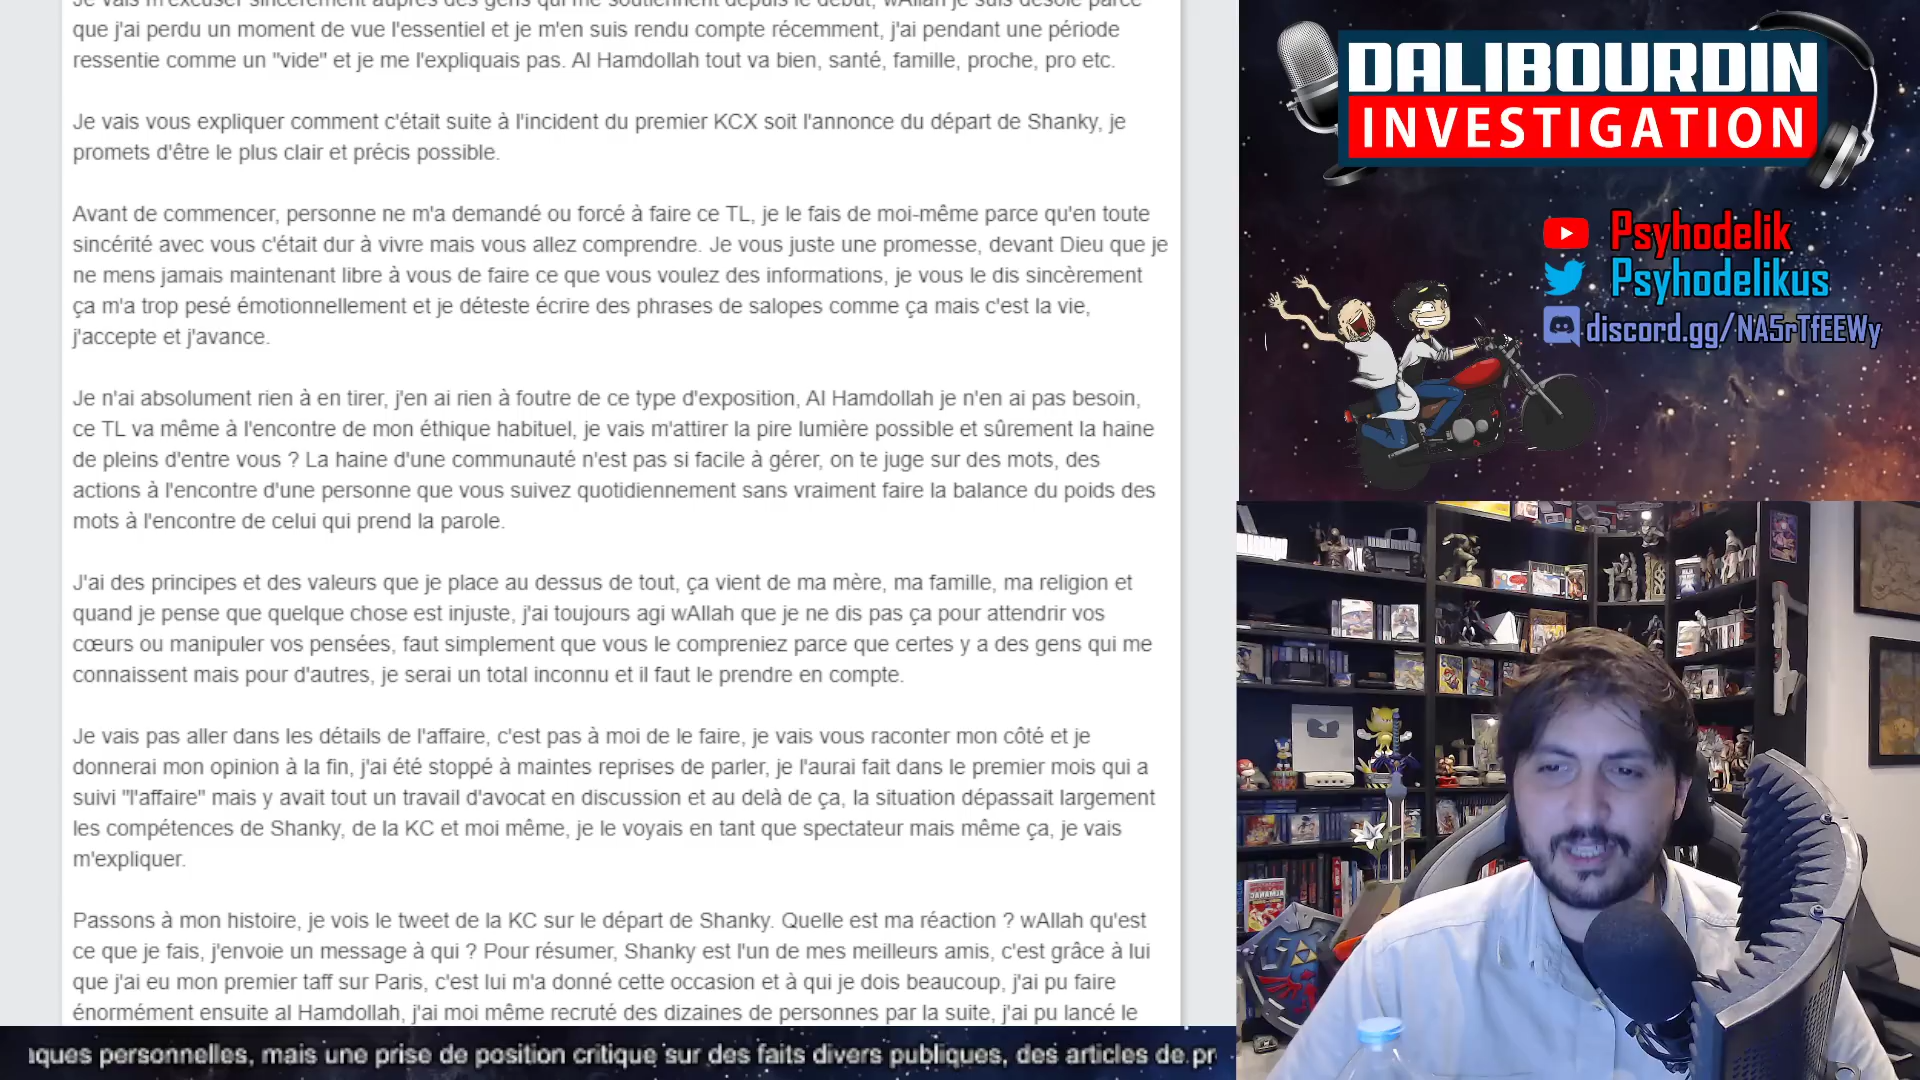 Je vais m'excuser sincèrement auprès des gens qui me soutiennent depuis le début, wAllah je suis désolé parce
que j'ai perdu un moment de vue l'essentiel et je m'en suis rendu compte récemment, j'ai pendant une période
ressentie comme un "vide" et je me l'expliquais pas. Al Hamdollah tout va bien, santé, famille, proche, pro etc.
Je vais vous expliquer comment c'était suite à l'incident du premier KCX soit l'annonce du départ de Shanky, je
promets d'être le plus clair et précis possible.
Avant de commencer, personne ne m'a demandé ou forcé à faire ce TL, je le fais de moi-même parce qu'en toute
sincérité avec vous c'était dur à vivre mais vous allez comprendre. Je vous juste une promesse, devant Dieu que je
ne mens jamais maintenant libre à vous de faire ce que vous voulez des informations, je vous le dis sincèrement
ça m'a trop pesé émotionnellement et je déteste écrire des phrases de salopes comme ça mais c'est la vie,
j'accepte et j'avance.
Je n'ai absolument rien à en tirer, j'en ai rien à foutre de ce type d'exposition, Al Hamdollah je n'en ai pas besoin,
ce TL va même à l'encontre de mon éthique habituel, je vais m'attirer la pire lumière possible et sûrement la haine
de pleins d'entre vous ? La haine d'une communauté n'est pas si facile à gérer, on te juge sur des mots, des
actions à l'encontre d'une personne que vous suivez quotidiennement sans vraiment faire la balance du poids des
mots à l'encontre de celui qui prend la parole.
J'ai des principes et des valeurs que je place au dessus de tout, ça vient de ma mère, ma famille, ma religion et
quand je pense que quelque chose est injuste, j'ai toujours agi wAllah que je ne dis pas ça pour attendrir vos
cœurs ou manipuler vos pensées, faut simplement que vous le compreniez parce que certes y a des gens qui me
connaissent mais pour d'autres, je serai un total inconnu et il faut le prendre en compte.
Je vais pas aller dans les détails de l'affaire, c'est pas à moi de le faire, je vais vous raconter mon côté et je
donnerai mon opinion à la fin, j'ai été stoppé à maintes reprises de parler, je l'aurai fait dans le premier mois qui a
suivi "l'affaire" mais y avait tout un travail d'avocat en discussion et au delà de ça, la situation dépassait largement
les compétences de Shanky, de la KC et moi même, je le voyais en tant que spectateur mais même ça, je vais
m'expliquer.
Passons à mon histoire, je vois le tweet de la KC sur le départ de Shanky. Quelle est ma réaction ? wAllah qu'est
ce que je fais, j'envoie un message à qui ? Pour résumer, Shanky est l'un de mes meilleurs amis, c'est grâce à lui
que j'ai eu mon premier taff sur Paris, c'est lui m'a donné cette occasion et à qui je dois beaucoup, j'ai pu faire
énormément ensuite al Hamdollah, j'ai moi même recruté des dizaines de personnes par la suite, j'ai pu lancé le
aques personnelles, mais une prise de position critique sur des faits divers publiques, des articles de pr
DALIBOURDIN
INVESTIGATION
Psyhodelik
Psyhodelikus
discord.gg/NA5rTfEEWy